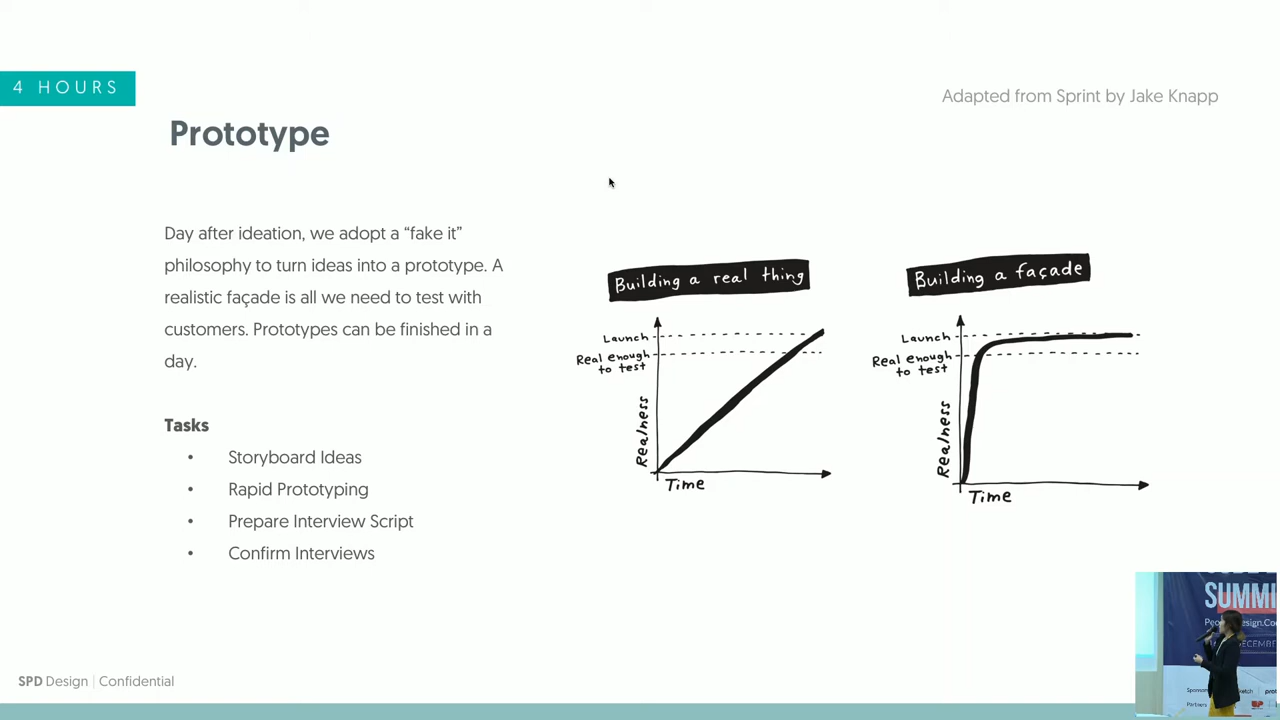 4 HOURS
Adapted from Sprint by Jake Knapp
Prototype
Day after ideation, we adopt a “fake it”
philosophy to turn ideas into a prototype. A
realistic façade is all we need to test with
customers. Prototypes can be finished in a
day.
Tasks
• Storyboard Ideas
• Rapid Prototyping
• Prepare Interview Script
• Confirm Interviews
Building a real thing
Launch
Real enough
to test
Realness
Time
Building a façade
Launch
Real enough
to test
Realness
Time
SUMMI
SPD Design | Confidential